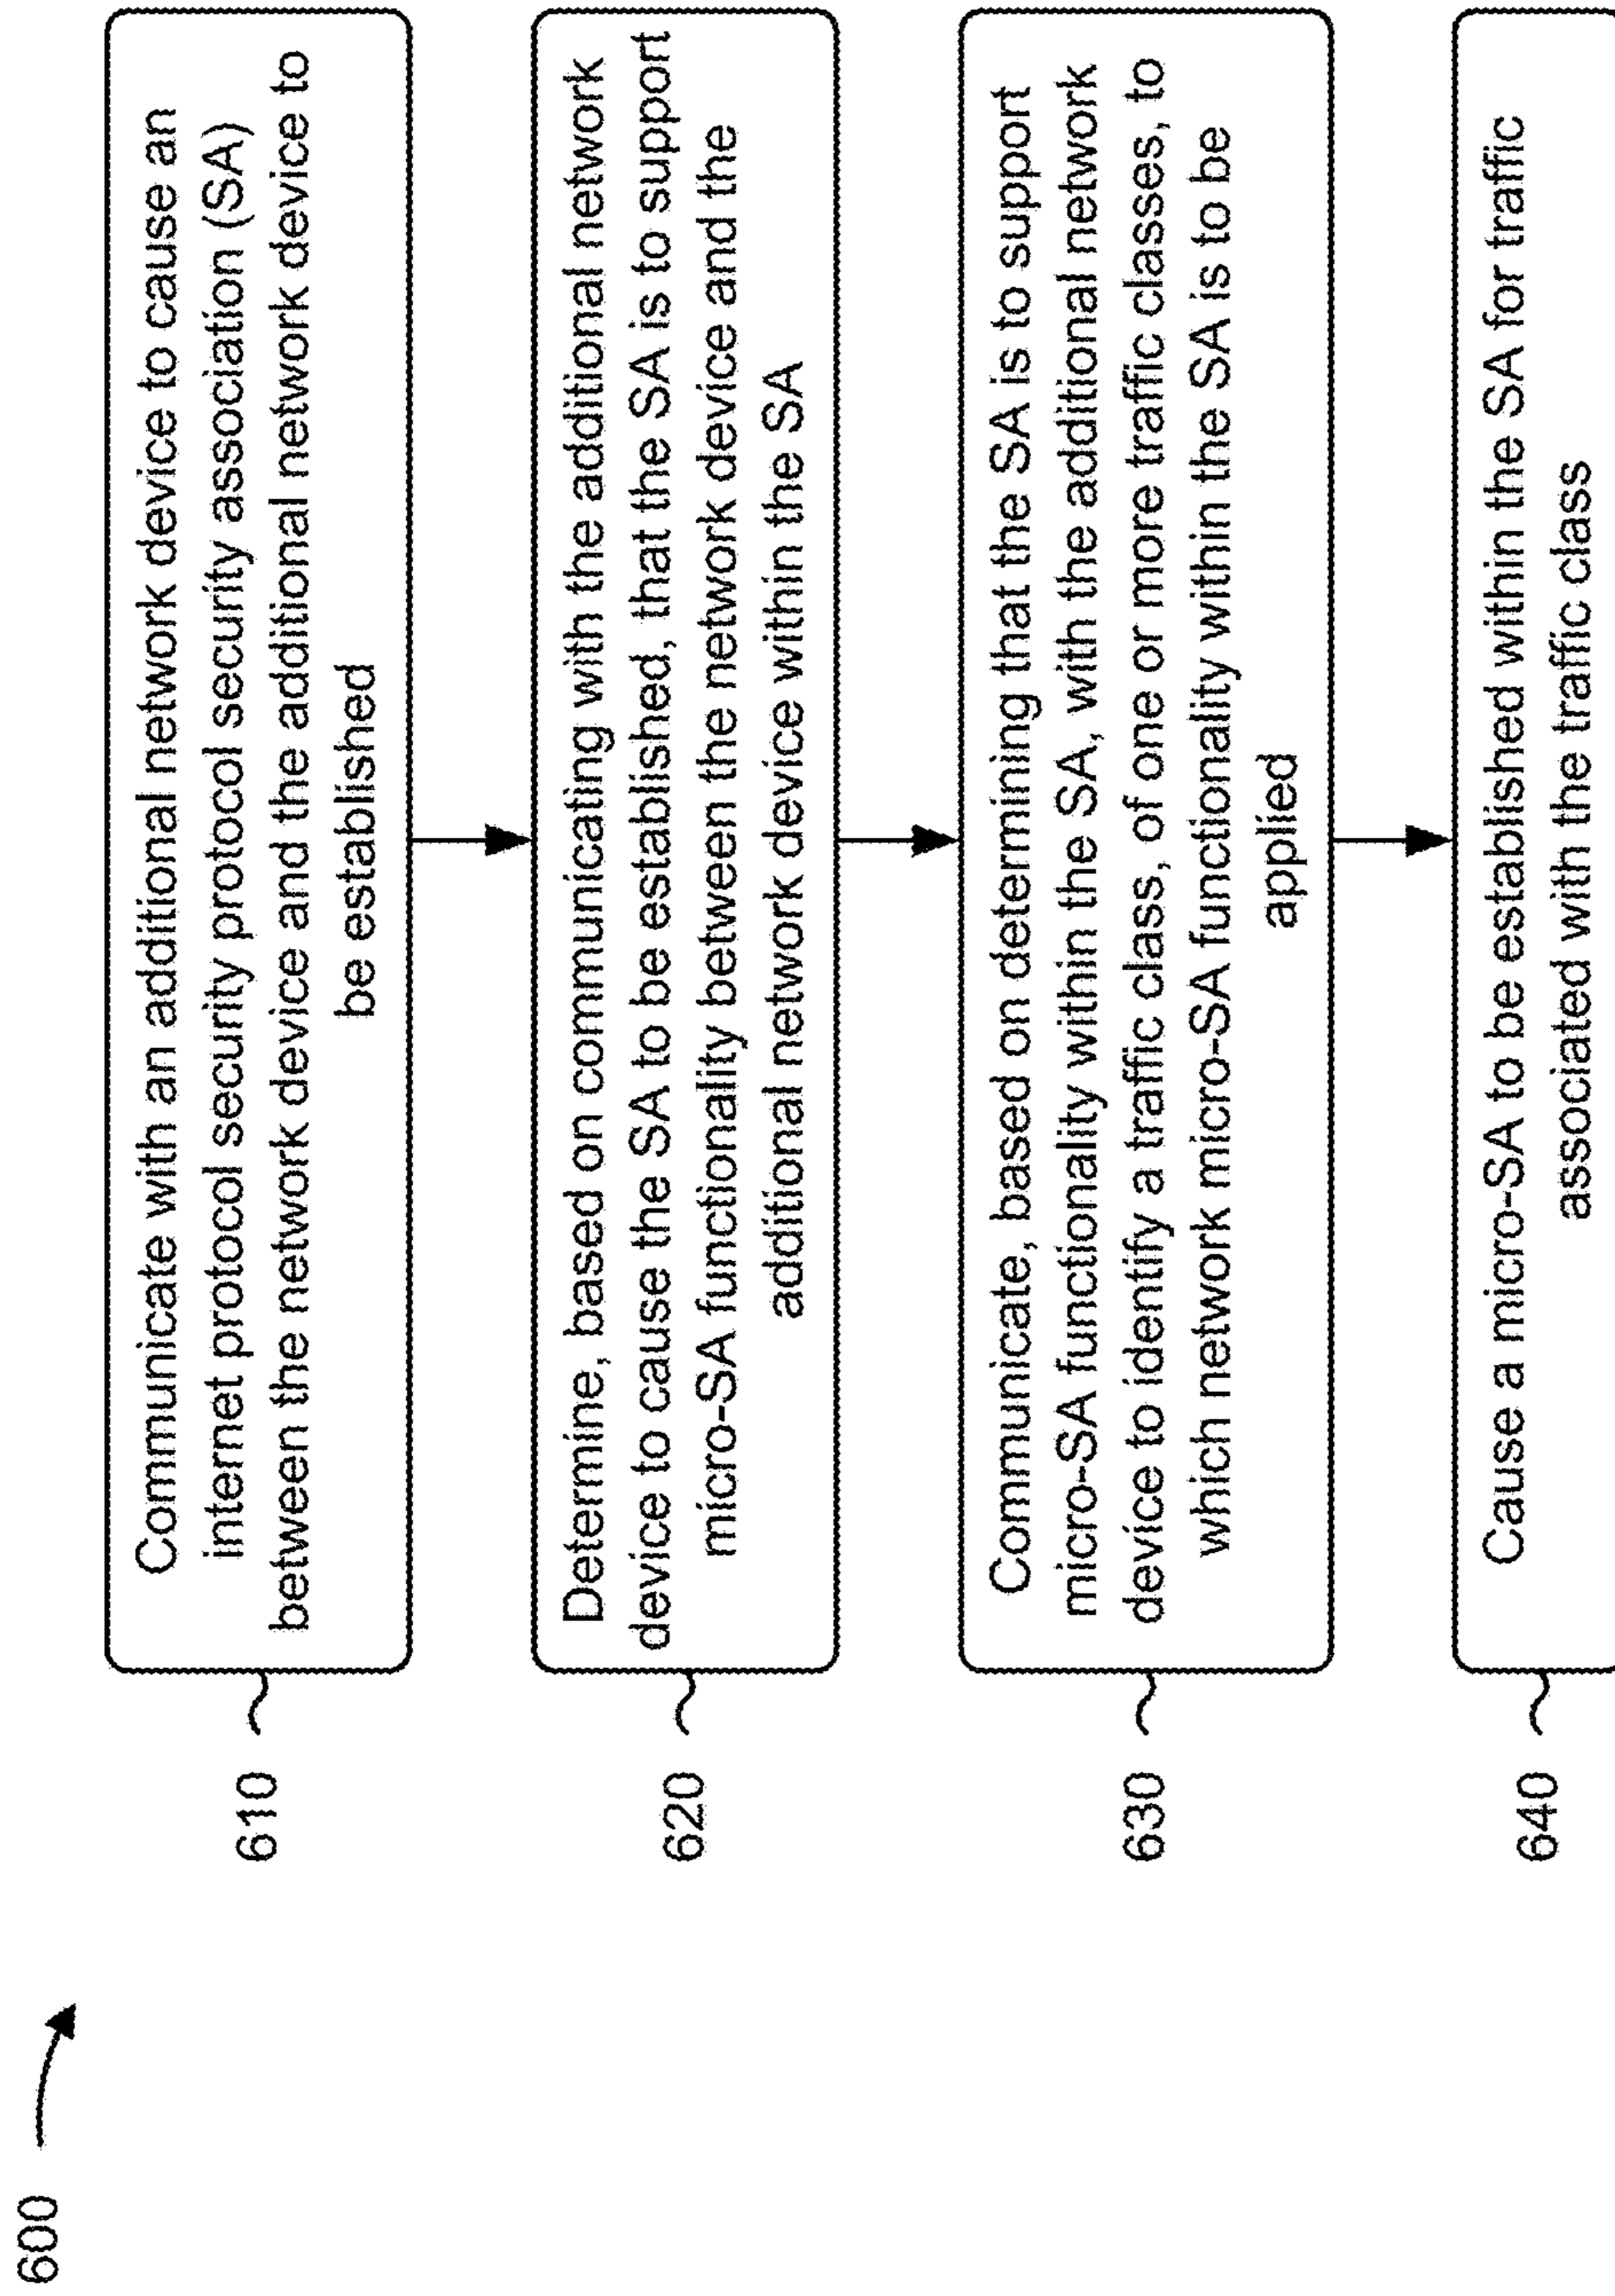 600
610
Communicate with an additional network device to cause an
internet protocol security protocol security association (SA)
between the network device and the additional network device to
be established
620
Determine, based on communicating with the additional network
device to cause the SA to be established, that the SA is to support
micro-SA functionality between the network device and the
additional network device within the SA
630
Communicate, based on determining that the SA is to support
micro-SA functionality within the SA, with the additional network
device to identify a traffic class, of one or more traffic classes, to
which network micro-SA functionality within the SA is to be
applied
640
Cause a micro-SA to be established within the SA for traffic
associated with the traffic class